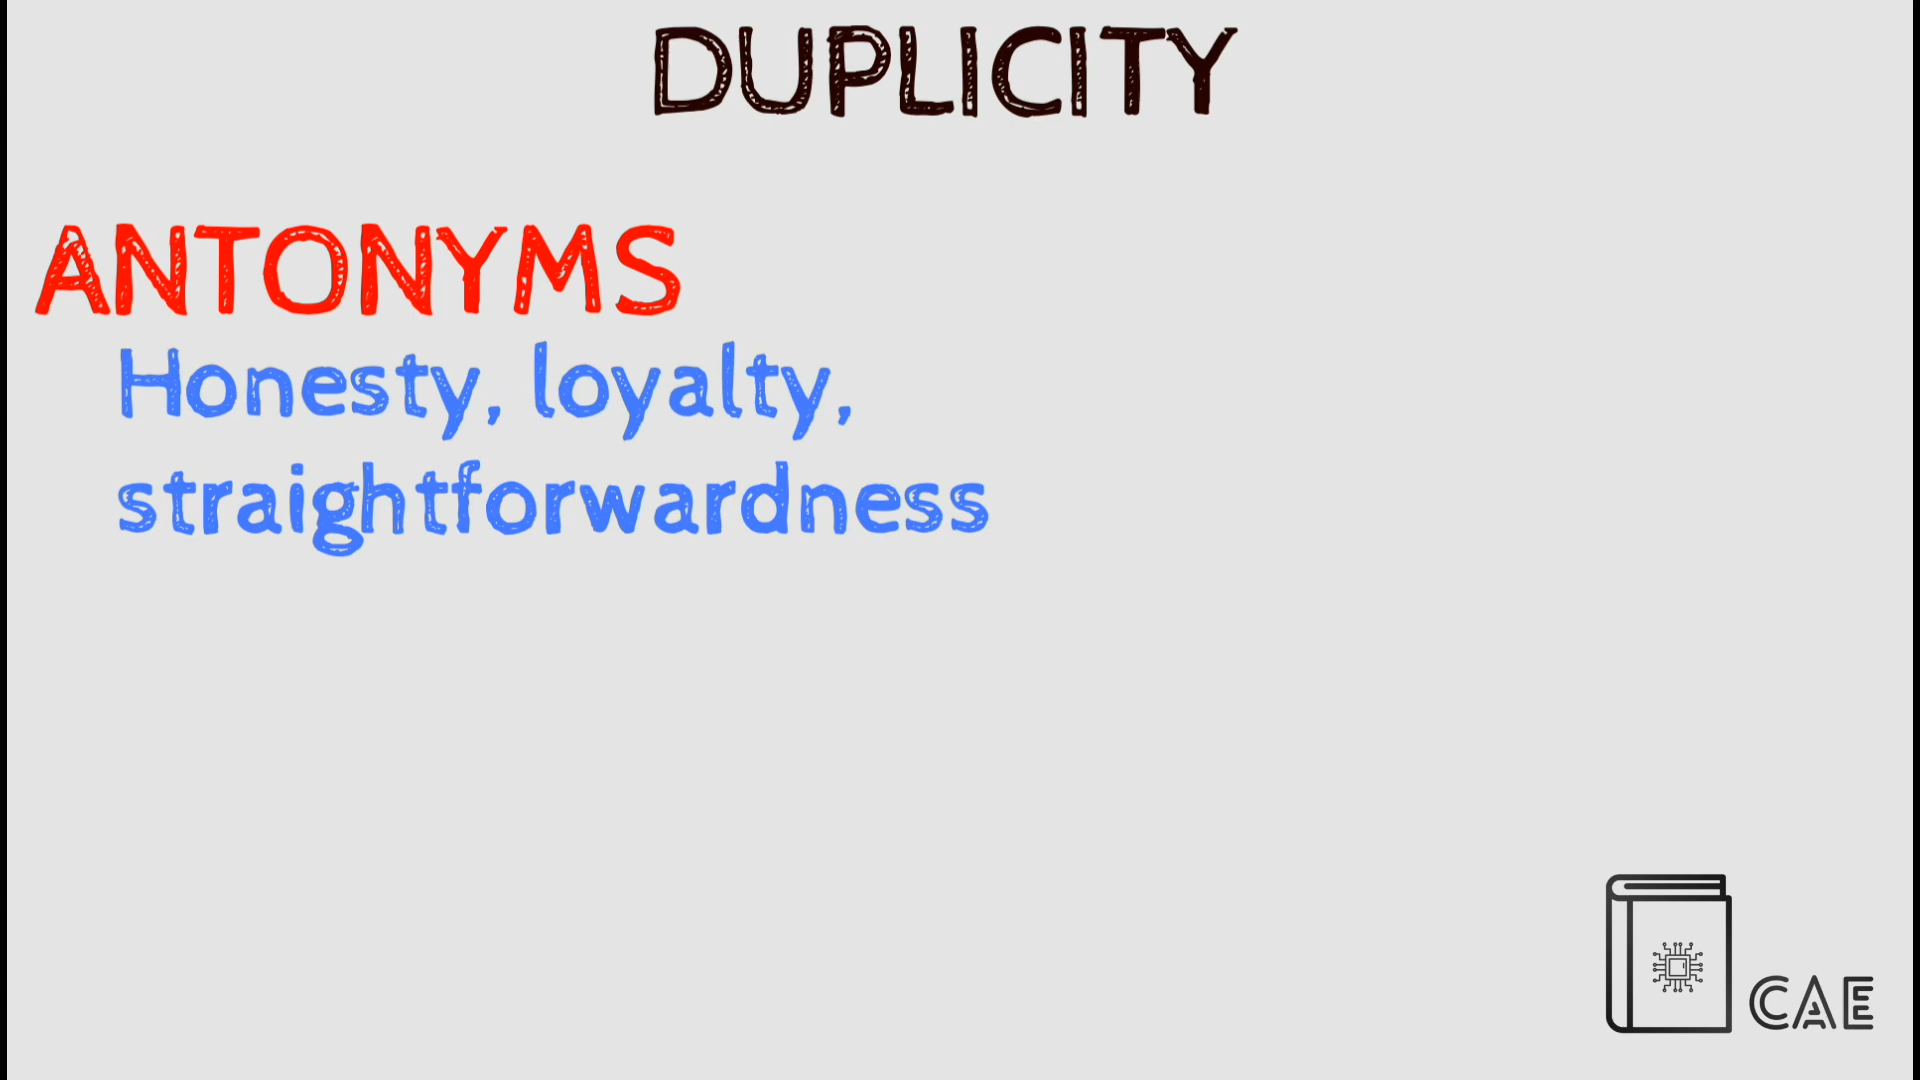 DUPLICITY
ANTONYMS
Honesty, loyalty,
straightforwardness
CAE